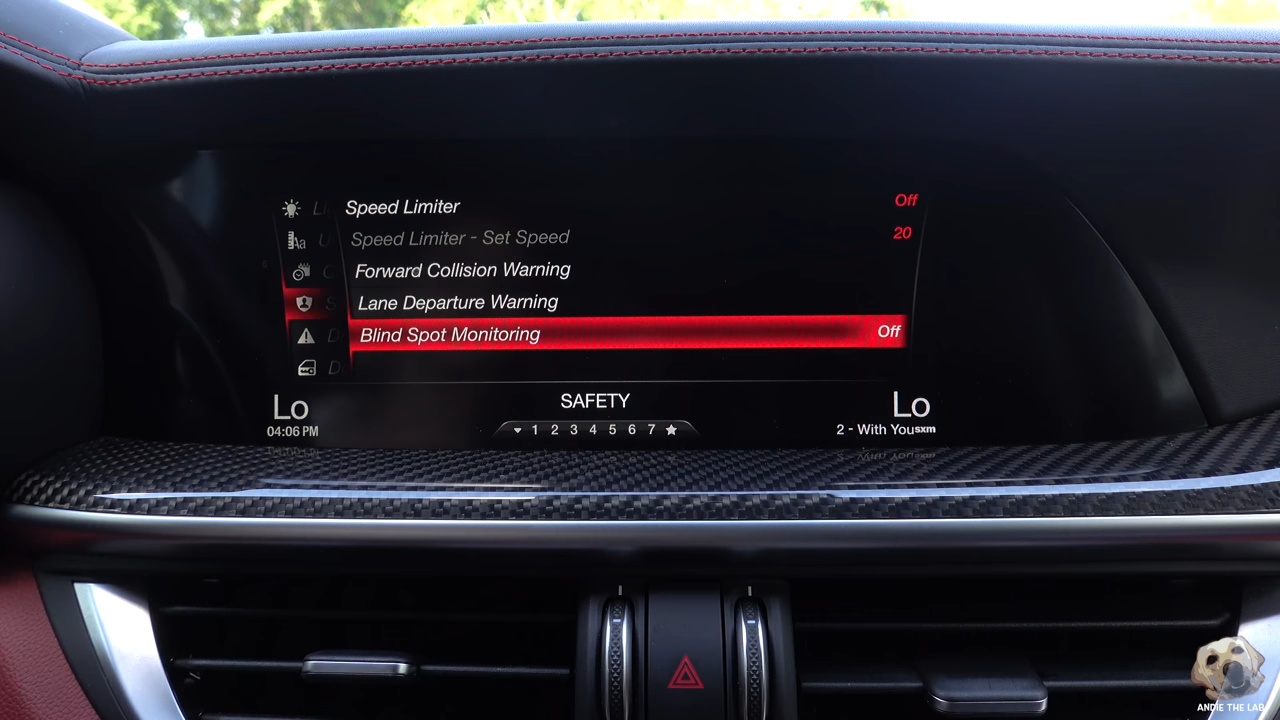 Speed Limiter Off
Speed Limiter - Set Speed 20
Forward Collision Warning
Lane Departure Warning
Blind Spot Monitoring Off
SAFETY
Lo
Lo
04:06 PM
1 2 3 4 5 6 7
2 - With You sxm
ANDIE THE LAB